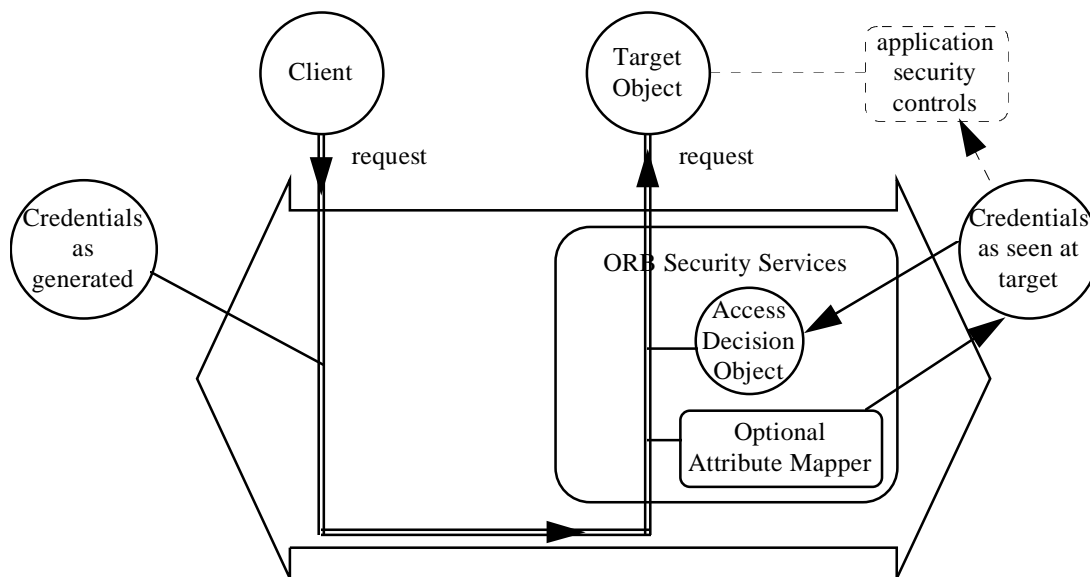 Client
Target
Object
application
security
controls
request
request
Credentials
as
generated
Credentials
as seen at
target
ORB Security Services
Access
Decision
Object
Optional
Attribute Mapper